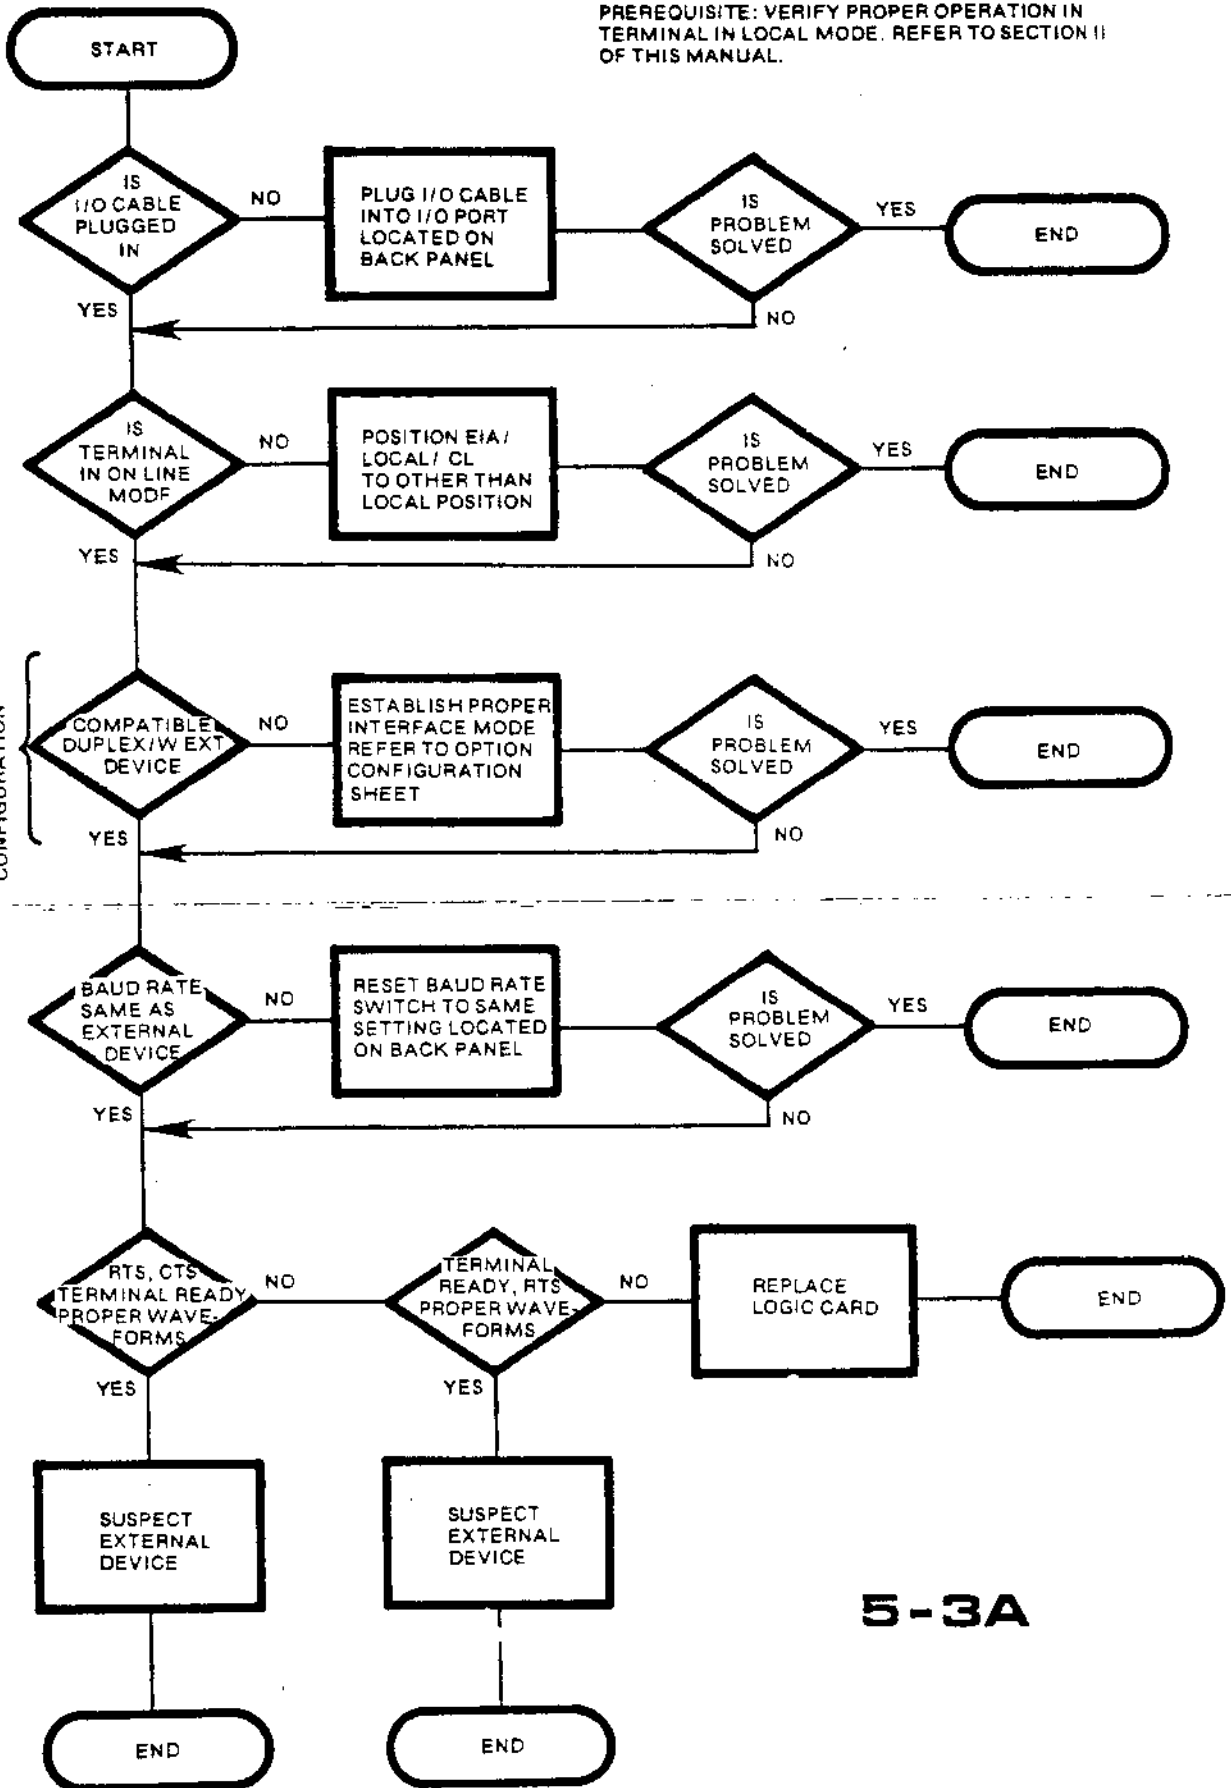 PREREQUISITE: VERIFY PROPER OPERATION IN
TERMINAL IN LOCAL MODE. REFER TO SECTION II
OF THIS MANUAL.
START
IS
I/O CABLE
PLUGGED
IN
NO
PLUG I/O CABLE
INTO I/O PORT
LOCATED ON
BACK PANEL
IS
PROBLEM
SOLVED
YES
END
YES
NO
IS
TERMINAL
IN ON LINE
MODE
NO
POSITION EIA/
LOCAL/ CL
TO OTHER THAN
LOCAL POSITION
IS
PROBLEM
SOLVED
YES
END
YES
NO
CONFIGURATION
COMPATIBLE
DUPLEX/W EXT
DEVICE
NO
ESTABLISH PROPER
INTERFACE MODE
REFER TO OPTION
CONFIGURATION
SHEET
IS
PROBLEM
SOLVED
YES
END
YES
NO
BAUD RATE
SAME AS
EXTERNAL
DEVICE
NO
RESET BAUD RATE
SWITCH TO SAME
SETTING LOCATED
ON BACK PANEL
IS
PROBLEM
SOLVED
YES
END
YES
NO
RTS, CTS
TERMINAL READY
PROPER WAVE-
FORMS
NO
TERMINAL
READY, RTS
PROPER WAVE-
FORMS
NO
REPLACE
LOGIC CARD
END
YES
YES
SUSPECT
EXTERNAL
DEVICE
SUSPECT
EXTERNAL
DEVICE
5-3A
END
END